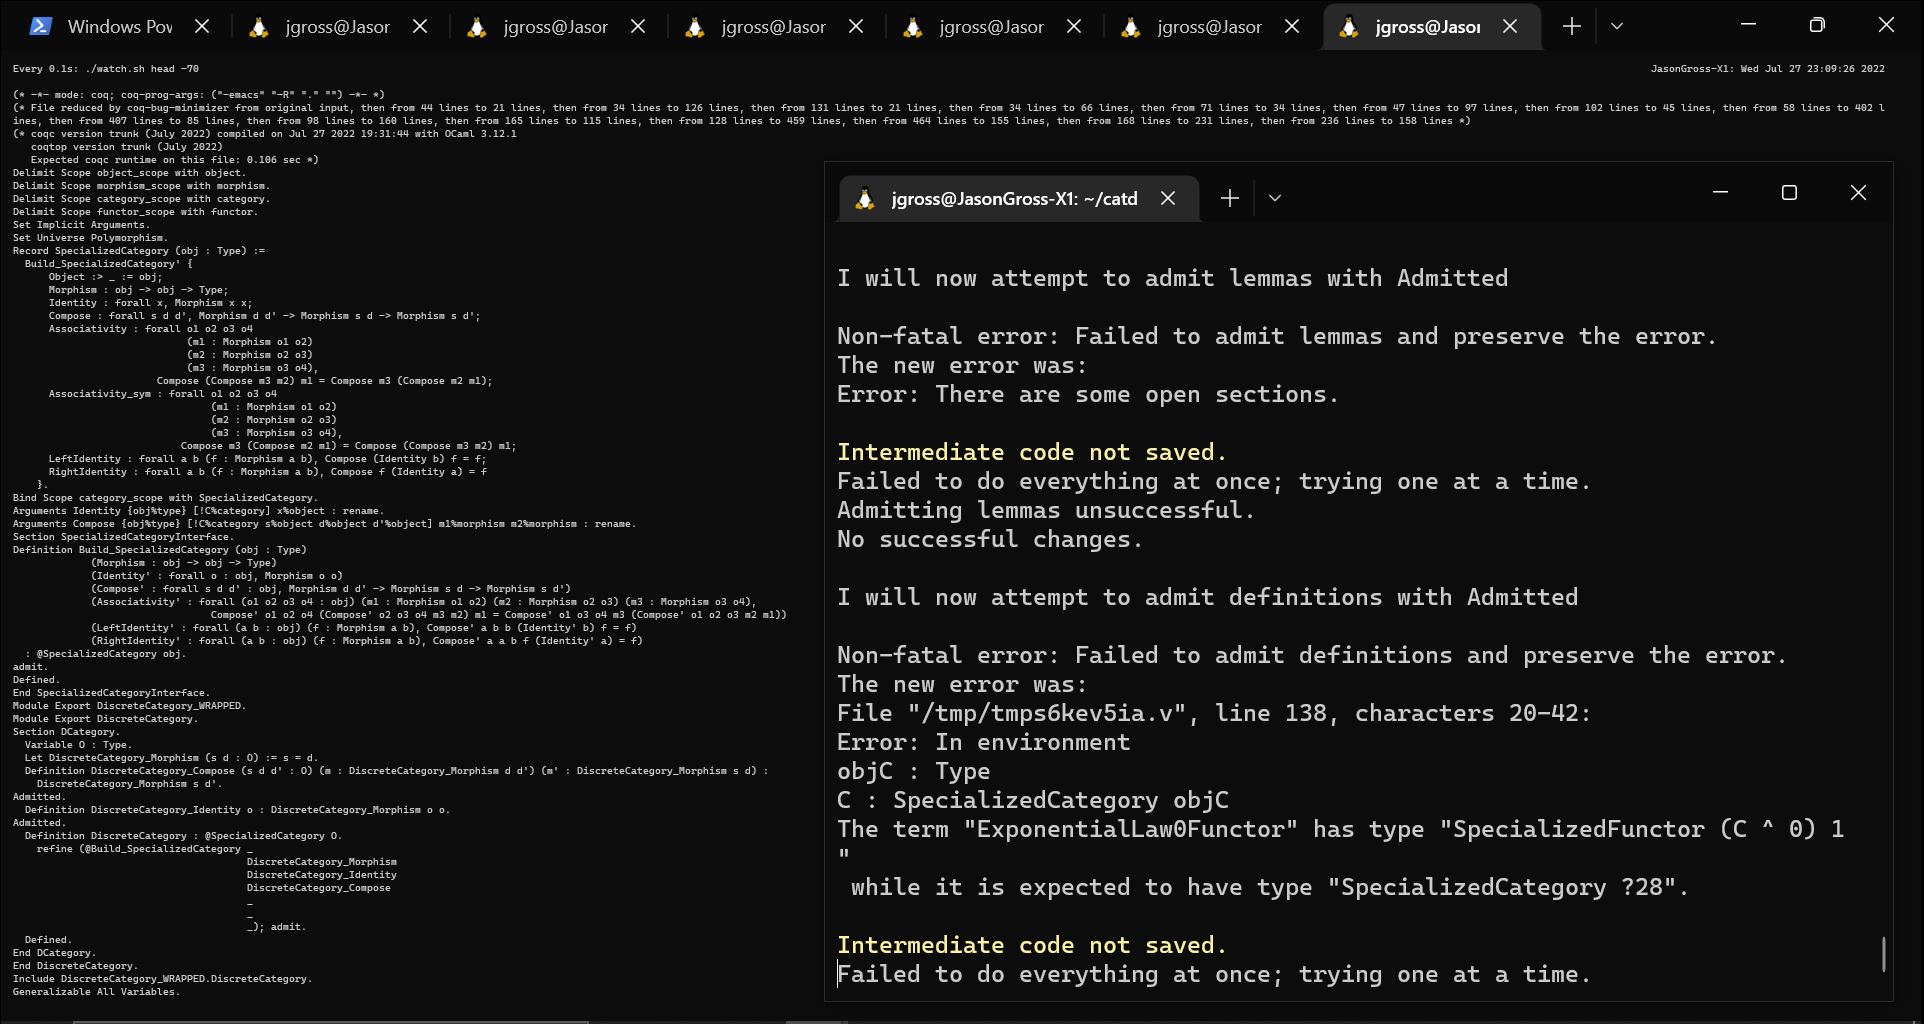 Windows Pov
jgross@Jasor
jgross@Jasor
jgross@Jasor
jgross@Jasor
jgross@Jasor
jgross@Jasor
Every 0.1s: ./watch.sh head -70
JasonGross-X1: Wed Jul 27 23:09:26 2022
(* -*- mode: coq; coq-prog-args: ("-emacs" "-R" "." "") -*- *)
(* File reduced by coq-bug-minimizer from original input, then from 44 lines to 21 lines, then from 34 lines to 126 lines, then from 131 lines to 21 lines, then from 34 lines to 66 lines, then from 71 lines to 34 lines, then from 47 lines to 97 lines, then from 102 lines to 45 lines, then from 58 lines to 402 l
ines, then from 407 lines to 85 lines, then from 98 lines to 160 lines, then from 165 lines to 115 lines, then from 128 lines to 459 lines, then from 464 lines to 155 lines, then from 168 lines to 231 lines, then from 236 lines to 158 lines *)
(* coqc version trunk (July 2022) compiled on Jul 27 2022 19:31:44 with OCaml 3.12.1
   coqtop version trunk (July 2022)
   Expected coqc runtime on this file: 0.106 sec *)
Delimit Scope object_scope with object.
Delimit Scope morphism_scope with morphism.
Delimit Scope category_scope with category.
Delimit Scope functor_scope with functor.
Set Implicit Arguments.
Set Universe Polymorphism.
Record SpecializedCategory (obj : Type) :=
  Build_SpecializedCategory' {
      Object :> _ := obj;
      Morphism : obj -> obj -> Type;
      Identity : forall x, Morphism x x;
      Compose : forall s d d', Morphism d d' -> Morphism s d -> Morphism s d';
      Associativity : forall o1 o2 o3 o4
                             (m1 : Morphism o1 o2)
                             (m2 : Morphism o2 o3)
                             (m3 : Morphism o3 o4),
                        Compose (Compose m3 m2) m1 = Compose m3 (Compose m2 m1);
      Associativity_sym : forall o1 o2 o3 o4
                                 (m1 : Morphism o1 o2)
                                 (m2 : Morphism o2 o3)
                                 (m3 : Morphism o3 o4),
                            Compose m3 (Compose m2 m1) = Compose (Compose m3 m2) m1;
      LeftIdentity : forall a b (f : Morphism a b), Compose (Identity b) f = f;
      RightIdentity : forall a b (f : Morphism a b), Compose f (Identity a) = f
    }.
Bind Scope category_scope with SpecializedCategory.
Arguments Identity {obj%type} [!C%category] x%object : rename.
Arguments Compose {obj%type} [!C%category s%object d%object d'%object] m1%morphism m2%morphism : rename.
Section SpecializedCategoryInterface.
Definition Build_SpecializedCategory (obj : Type)
             (Morphism : obj -> obj -> Type)
             (Identity' : forall o : obj, Morphism o o)
             (Compose' : forall s d d' : obj, Morphism d d' -> Morphism s d -> Morphism s d')
             (Associativity' : forall (o1 o2 o3 o4 : obj) (m1 : Morphism o1 o2) (m2 : Morphism o2 o3) (m3 : Morphism o3 o4),
                                 Compose' o1 o2 o4 (Compose' o2 o3 o4 m3 m2) m1 = Compose' o1 o3 o4 m3 (Compose' o1 o2 o3 m2 m1))
             (LeftIdentity' : forall (a b : obj) (f : Morphism a b), Compose' a b b (Identity' b) f = f)
             (RightIdentity' : forall (a b : obj) (f : Morphism a b), Compose' a a b f (Identity' a) = f)
  : @SpecializedCategory obj.
admit.
Defined.
End SpecializedCategoryInterface.
Module Export DiscreteCategory_WRAPPED.
Module Export DiscreteCategory.
Section DCategory.
  Variable O : Type.
  Let DiscreteCategory_Morphism (s d : O) := s = d.
  Definition DiscreteCategory_Compose (s d d' : O) (m : DiscreteCategory_Morphism d d') (m' : DiscreteCategory_Morphism s d) :
    DiscreteCategory_Morphism s d'.
Admitted.
  Definition DiscreteCategory_Identity o : DiscreteCategory_Morphism o o.
Admitted.
  Definition DiscreteCategory : @SpecializedCategory O.
    refine (@Build_SpecializedCategory _
                                       DiscreteCategory_Morphism
                                       DiscreteCategory_Identity
                                       DiscreteCategory_Compose
                                       _
                                       _
                                       _); admit.
  Defined.
End DCategory.
End DiscreteCategory.
Include DiscreteCategory_WRAPPED.DiscreteCategory.
Generalizable All Variables.
jgross@JasonGross-X1: ~/catd
I will now attempt to admit lemmas with Admitted
Non-fatal error: Failed to admit lemmas and preserve the error.
The new error was:
Error: There are some open sections.
Intermediate code not saved.
Failed to do everything at once; trying one at a time.
Admitting lemmas unsuccessful.
No successful changes.
I will now attempt to admit definitions with Admitted
Non-fatal error: Failed to admit definitions and preserve the error.
The new error was:
File "/tmp/tmps6kev5ia.v", line 138, characters 20-42:
Error: In environment
objC : Type
C : SpecializedCategory objC
The term "ExponentialLaw0Functor" has type "SpecializedFunctor (C ^ 0) 1
"
 while it is expected to have type "SpecializedCategory ?28".
Intermediate code not saved.
Failed to do everything at once; trying one at a time.